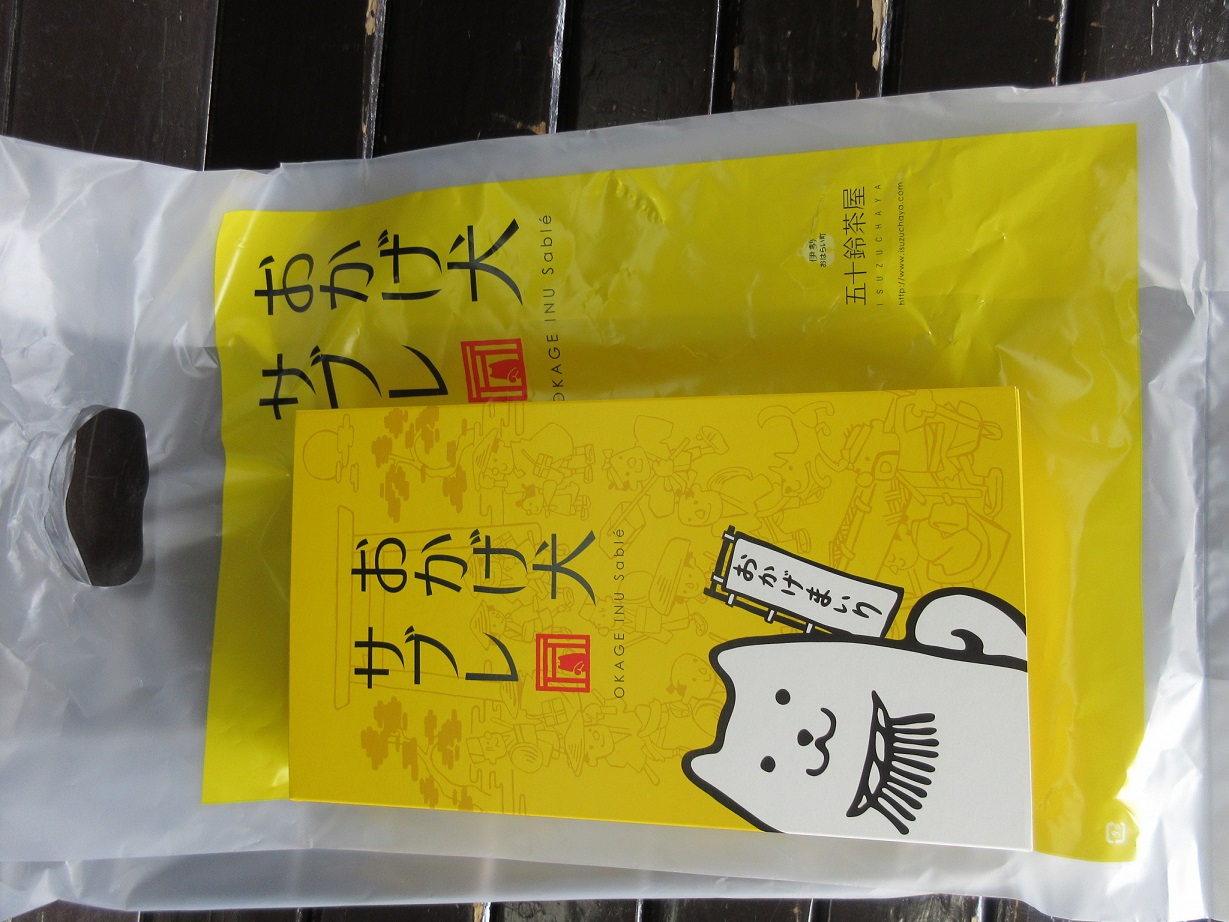 おかげ犬
サブレ
OKAGE INU Sablé
伊勢
おはらい町
五十鈴茶屋
ISUZUCHAYA
http://www.isuzuchaya.com
おかげ犬
サブレ
OKAGE INU Sablé
おかげまいり